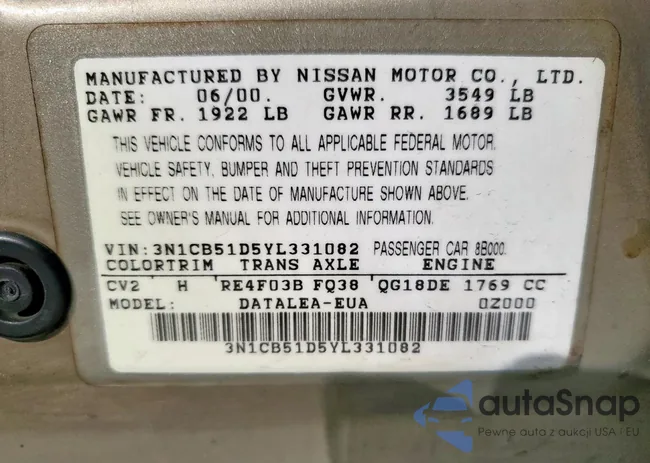 MANUFACTURED BY NISSAN MOTOR CO., LTD.
DATE: 06/00. GVWR. 3549 LB
GAWR FR. 1922 LB GAWR RR. 1689 LB
THIS VEHICLE CONFORMS TO ALL APPLICABLE FEDERAL MOTOR
VEHICLE SAFETY, BUMPER AND THEFT PREVENTION STANDARDS
IN EFFECT ON THE DATE OF MANUFACTURE SHOWN ABOVE.
SEE OWNER'S MANUAL FOR ADDITIONAL INFORMATION.
VIN: 3N1CB51D5YL331082 PASSENGER CAR 8B000
COLORTRIM TRANS AXLE ENGINE
CV2 H RE4F03B FQ38 QG18DE 1769 CC
MODEL: DATALEA-EUA 0Z000
3N1CB51D5YL331082
autoSnap
Pewne auta z aukcji USA - EU